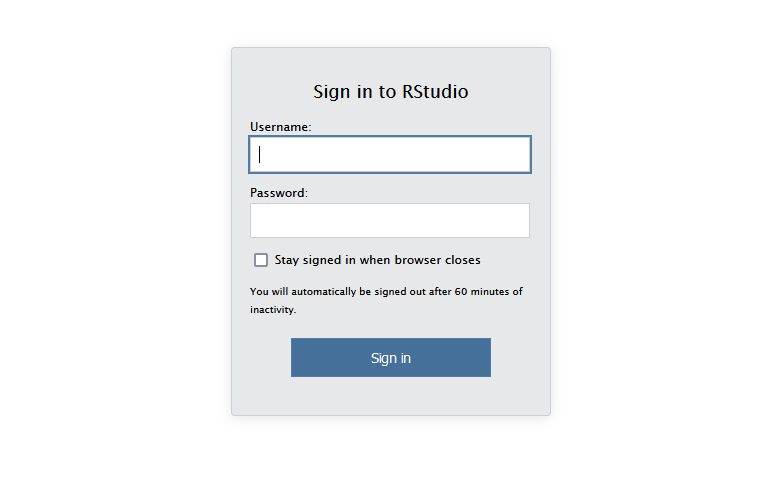 Sign in to RStudio
Username:
Password:
Stay signed in when browser closes
You will automatically be signed out after 60 minutes of
inactivity.
Sign in